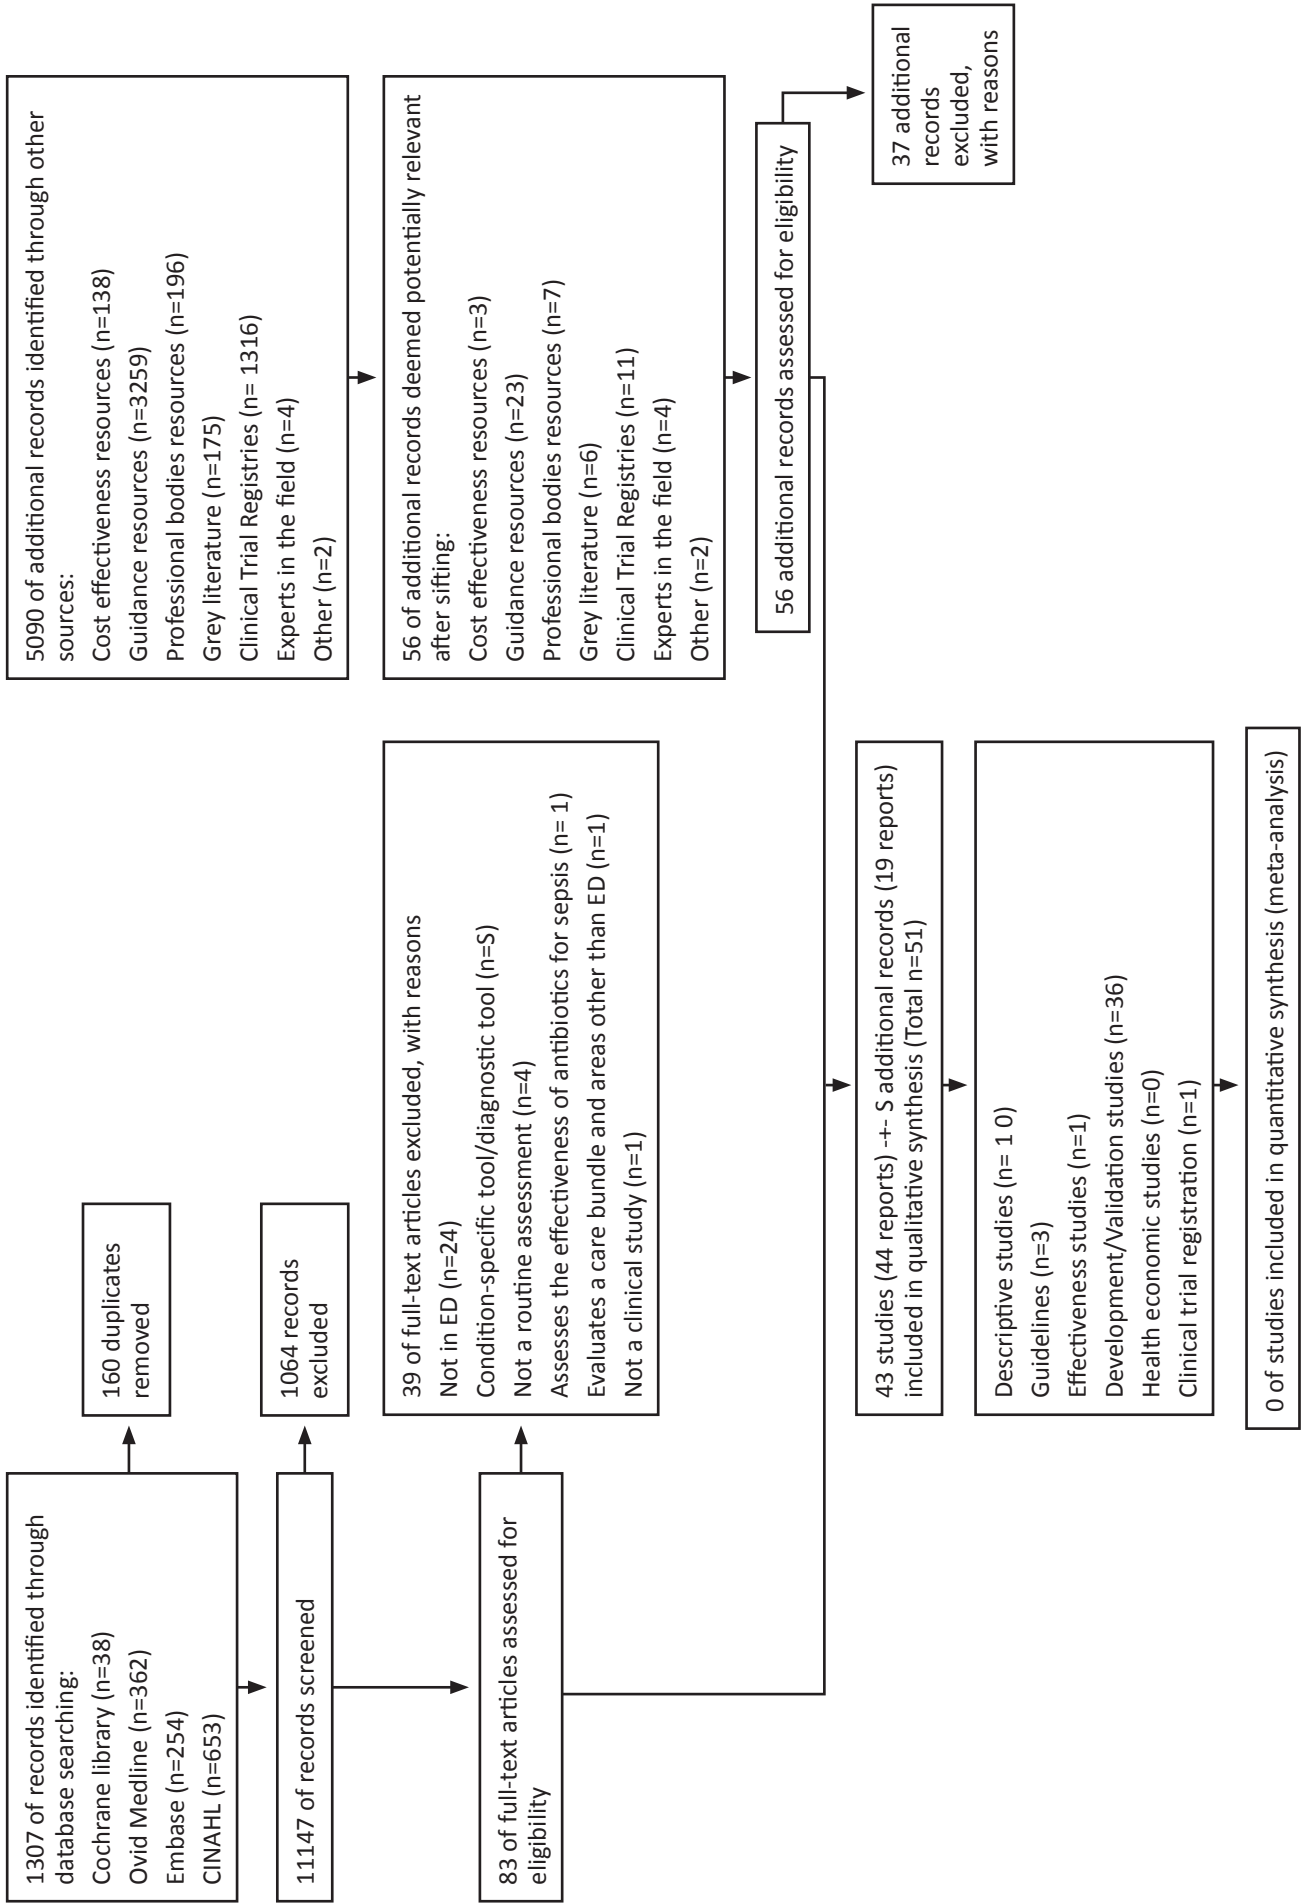 1307 of records identified through
database searching:
Cochrane library (n=38)
Ovid Medline (n=362)
Embase (n=254)
CINAHL (n=653)
160 duplicates
removed
5090 of additional records identified through other
sources:
Cost effectiveness resources (n=138)
Guidance resources (n=3259)
Professional bodies resources (n=196)
Grey literature (n=175)
Clinical Trial Registries (n= 1316)
Experts in the field (n=4)
Other (n=2)
11147 of records screened
1064 records
excluded
56 of additional records deemed potentially relevant
after sifting:
Cost effectiveness resources (n=3)
Guidance resources (n=23)
Professional bodies resources (n=7)
Grey literature (n=6)
Clinical Trial Registries (n=11)
Experts in the field (n=4)
Other (n=2)
83 of full-text articles assessed for
eligibility
39 of full-text articles excluded, with reasons
Not in ED (n=24)
Condition-specific tool/diagnostic tool (n=S)
Not a routine assessment (n=4)
Assesses the effectiveness of antibiotics for sepsis (n= 1)
Evaluates a care bundle and areas other than ED (n=1)
Not a clinical study (n=1)
56 additional records assessed for eligibility
37 additional
records
excluded,
with reasons
43 studies (44 reports) -+- S additional records (19 reports)
included in qualitative synthesis (Total n=51)
Descriptive studies (n= 1 0)
Guidelines (n=3)
Effectiveness studies (n=1)
Development/Validation studies (n=36)
Health economic studies (n=0)
Clinical trial registration (n=1)
0 of studies included in quantitative synthesis (meta-analysis)